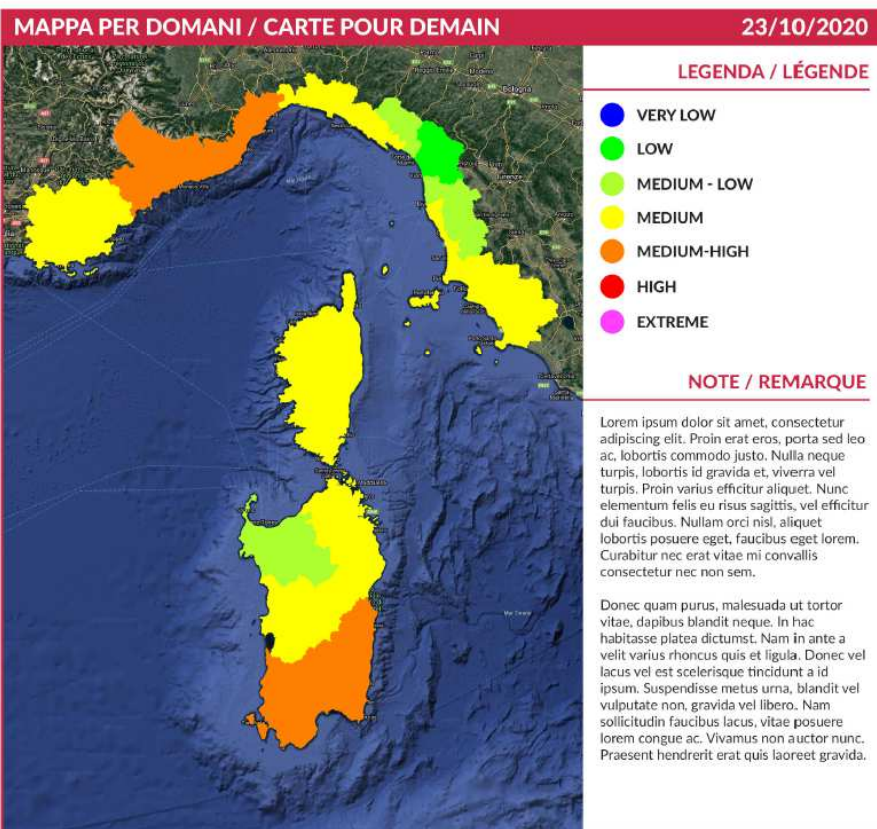 MAPPA PER DOMANI / CARTE POUR DEMAIN 23/10/2020
LEGENDA / LÉGENDE
VERY LOW
LOW
MEDIUM - LOW
MEDIUM
MEDIUM-HIGH
HIGH
EXTREME
NOTE / REMARQUE
Lorem ipsum dolor sit amet, consectetur
adipiscing elit. Proin erat eros, porta sed leo
ac, lobortis commodo justo. Nulla neque
turpis, lobortis id gravida et, viverra vel
turpis. Proin varius efficitur aliquet. Nunc
elementum felis eu risus sagittis, vel efficitur
dui faucibus. Nullam orci nisl, aliquet
lobortis posuere eget, faucibus eget lorem.
Curabitur nec erat vitae mi convallis
consectetur nec non sem.
Donec quam purus, malesuada ut tortor
vitae, dapibus blandit neque. In hac
habitasse platea dictumst. Nam in ante a
velit varius rhoncus quis et ligula. Donec vel
lacus vel est scelerisque tincidunt a id
ipsum. Suspendisse metus urna, blandit vel
vulputate non, gravida vel libero. Nam
sollicitudin faucibus lacus, vitae posuere
lorem congue ac. Vivamus non auctor nunc.
Praesent hendrerit erat quis laoreet gravida.
Bologna
Modena
Reggio Emilia